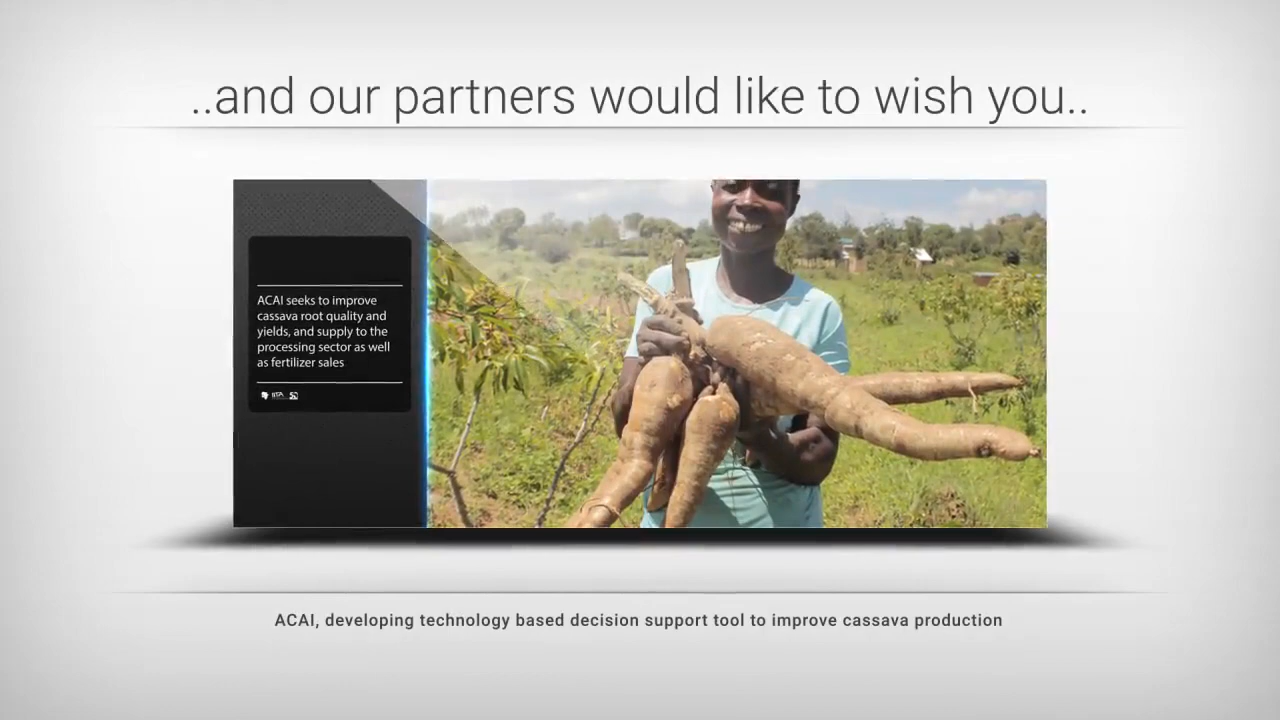 ..and our partners would like to wish you..
ACAI seeks to improve
cassava root quality and
yields, and supply to the
processing sector as well
as fertilizer sales
IITA
ACAI, developing technology based decision support tool to improve cassava production